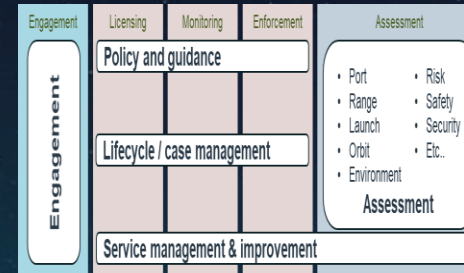 Engagement
Licensing
Monitoring
Enforcement
Assessment
Engagement
Policy and guidance
Lifecycle / case management
Service management & improvement
• Port
• Range
• Launch
• Orbit
• Environment
• Risk
• Safety
• Security
• Etc..
Assessment